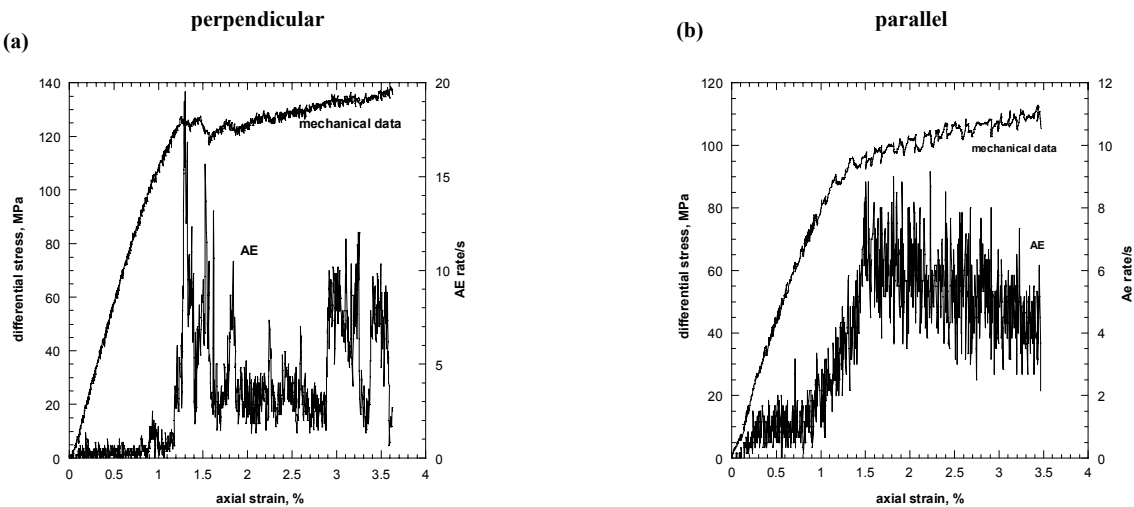 perpendicular
(a)
140
120
100
80
60
40
20
0
differential stress, MPa
20
15
10
5
0
AE rate/s
mechanical data
AE
0 0.5 1 1.5 2 2.5 3 3.5 4
axial strain, %
parallel
(b)
120
100
80
60
40
20
0
differential stress, MPa
12
10
8
6
4
2
0
Ae rate/s
mechanical data
AE
0 0.5 1 1.5 2 2.5 3 3.5 4
axial strain, %